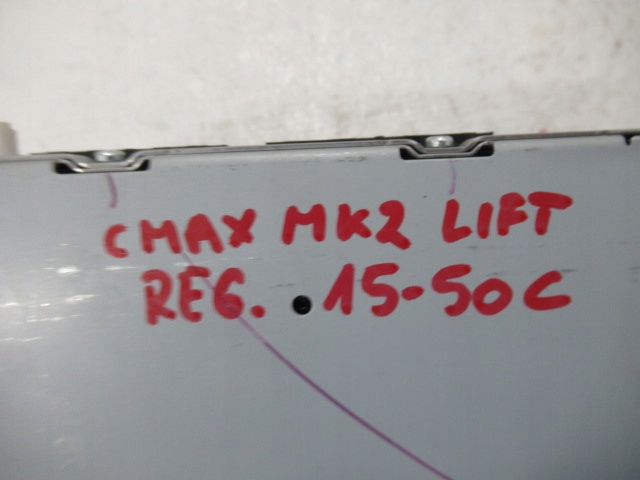 CMAX MK2 LIFT
REG. 15-50C